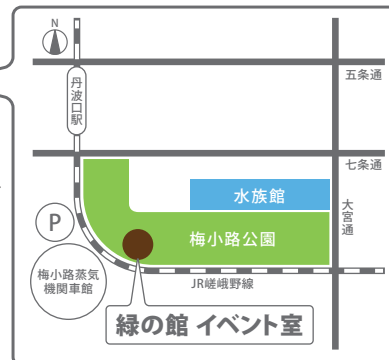 N
五条通
丹波口駅
七条通
水族館
大宮通
P
梅小路公園
梅小路蒸気
機関車館
JR嵯峨野線
緑の館 イベント室